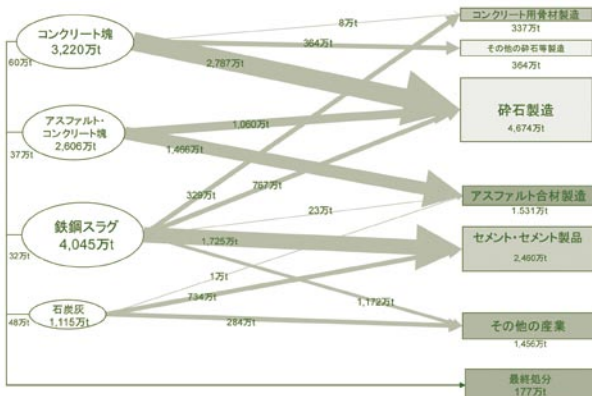 コンクリート塊
3,220万t
60万t
アスファルト・
コンクリート塊
2,606万t
37万t
鉄鋼スラグ
4,045万t
32万t
石炭灰
1,115万t
48万t
8万t
364万t
2,787万t
1,060万t
1,466万t
329万t
767万t
23万t
1,725万t
1万t
734万t
1,172万t
284万t
コンクリート用骨材製造
337万t
その他の砕石等製造
364万t
砕石製造
4,674万t
アスファルト合材製造
1.531万t
セメント・セメント製品
2,460万t
その他の産業
1,456万t
最終処分
177万t